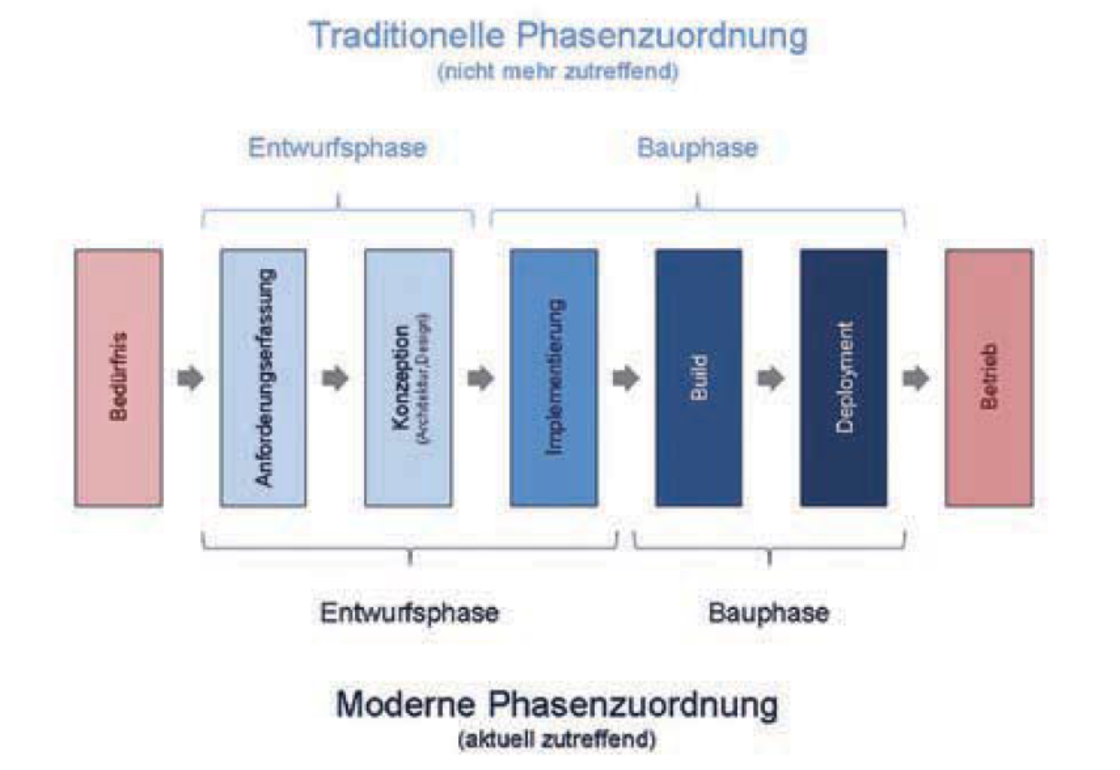 Traditionelle Phasenzuordnung
(nicht mehr zutreffend)
Entwurfsphase
Bauphase
Bedürfnis
Anforderungserfassung
Konzeption
(Architektur,Design)
Implementierung
Build
Deployment
Betrieb
Entwurfsphase
Bauphase
Moderne Phasenzuordnung
(aktuell zutreffend)